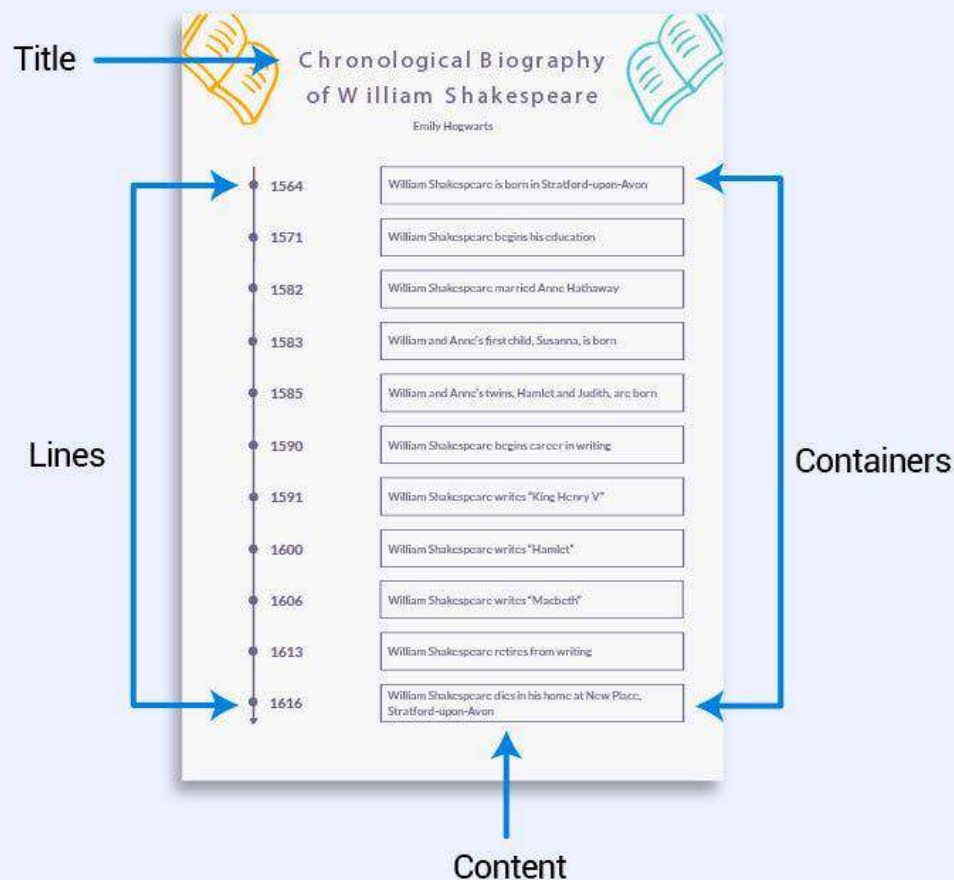 Title
Chronological Biography
of William Shakespeare
Emily Hogwarts
1564 William Shakespeare is born in Stratford-upon-Avon
1571 William Shakespeare begins his education
1582 William Shakespeare married Anne Hathaway
1583 William and Anne's first child, Susanna, is born
1585 William and Anne's twins, Hamlet and Judith, are born
Lines
1590 William Shakespeare begins career in writing
Containers
1591 William Shakespeare writes "King Henry V"
1600 William Shakespeare writes "Hamlet"
1606 William Shakespeare writes "Macbeth"
1613 William Shakespeare retires from writing
1616 William Shakespeare dies in his home at New Place,
Stratford-upon-Avon
Content